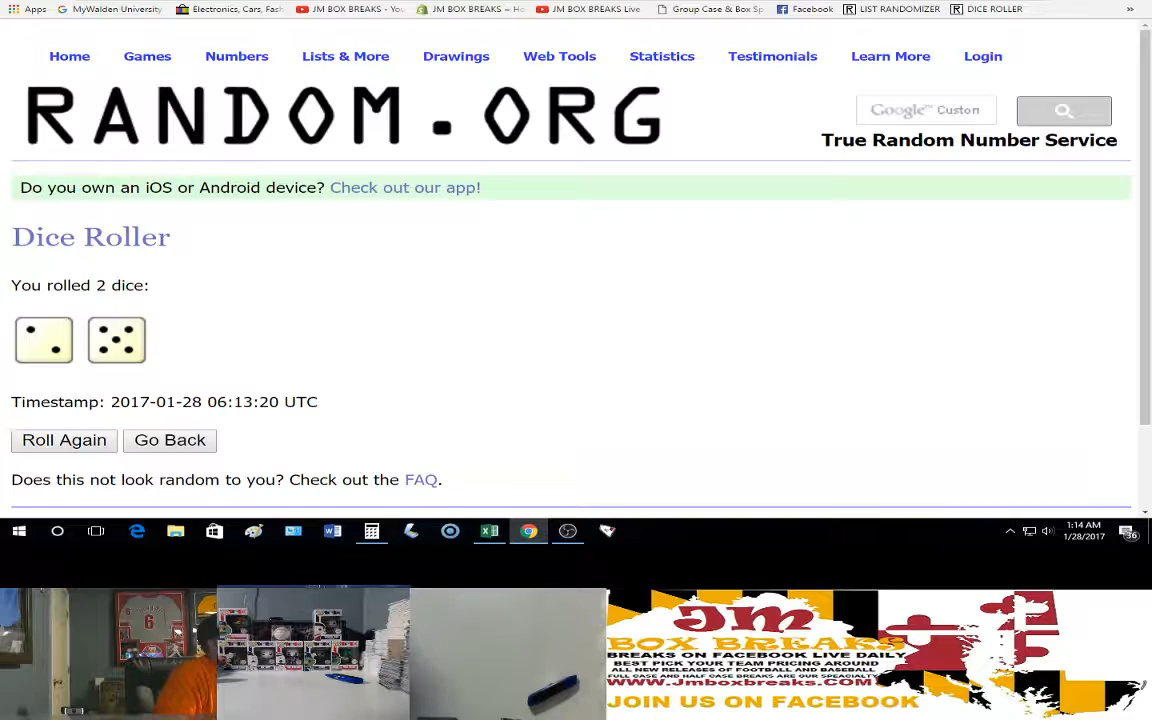 Apps MyWalden University Electronics, Cars, Fash JM BOX BREAKS - You JM BOX BREAKS – Ho JM BOX BREAKS Live Group Case & Box Sp Facebook LIST RANDOMIZER DICE ROLLER »
Home Games Numbers Lists & More Drawings Web Tools Statistics Testimonials Learn More Login
RANDOM.ORG
Google™ Custom
True Random Number Service
Do you own an iOS or Android device? Check out our app!
Dice Roller
You rolled 2 dice:
Timestamp: 2017-01-28 06:13:20 UTC
Roll Again Go Back
Does this not look random to you? Check out the FAQ.
1:14 AM
1/28/2017
36
6
JM
BOX BREAKS
BREAKS ON FACEBOOK LIVE DAILY
BEST PICK YOUR TEAM PRICING AROUND
ALL NEW RELEASES OF FOOTBALL AND BASEBALL
FULL CASE AND HALF CASE BREAKS ARE OUR SPECIALTY
WWW.Jmboxbreaks.COM
JOIN US ON FACEBOOK